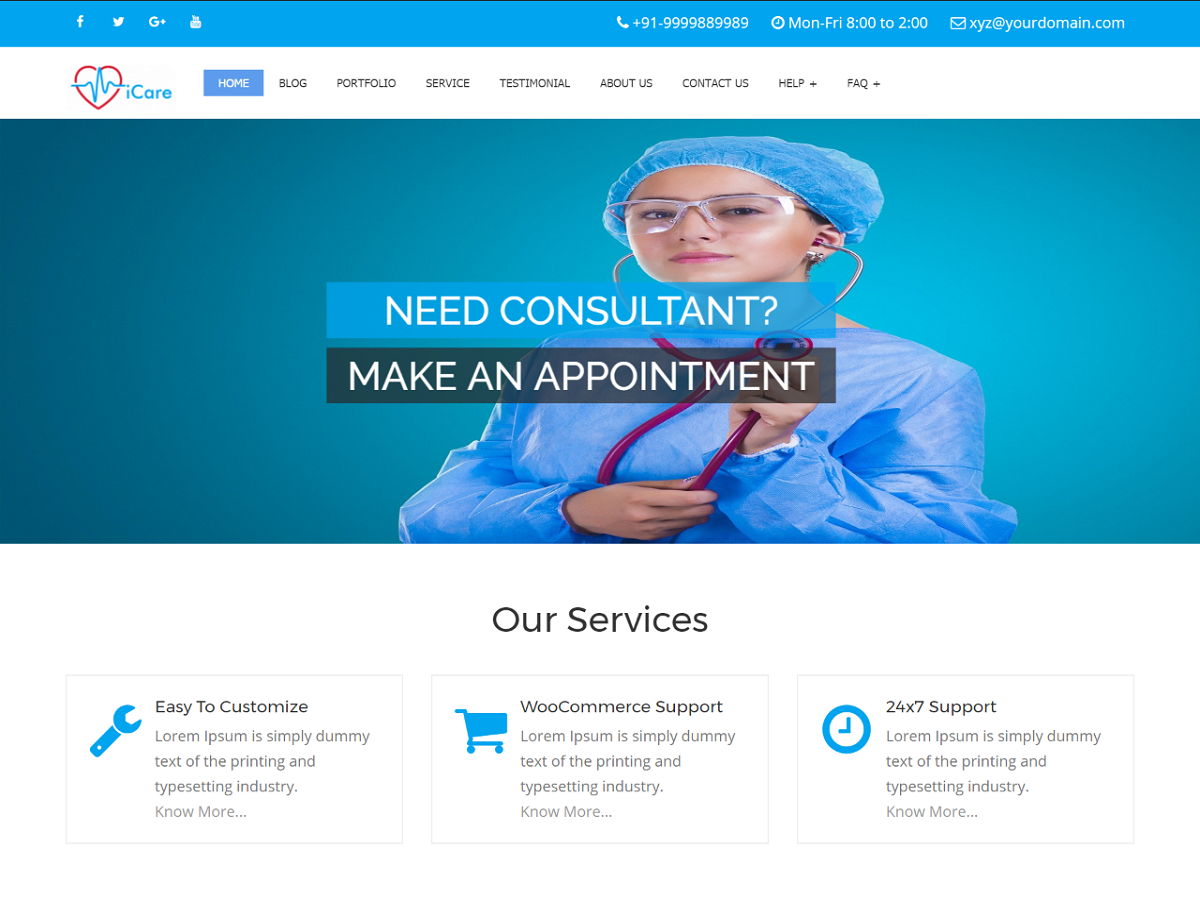 +91-9999889989 Mon-Fri 8:00 to 2:00 xyz@yourdomain.com
iCare HOME BLOG PORTFOLIO SERVICE TESTIMONIAL ABOUT US CONTACT US HELP + FAQ +
NEED CONSULTANT?
MAKE AN APPOINTMENT
Our Services
Easy To Customize
Lorem Ipsum is simply dummy
text of the printing and
typesetting industry.
Know More...
WooCommerce Support
Lorem Ipsum is simply dummy
text of the printing and
typesetting industry.
Know More...
24x7 Support
Lorem Ipsum is simply dummy
text of the printing and
typesetting industry.
Know More...